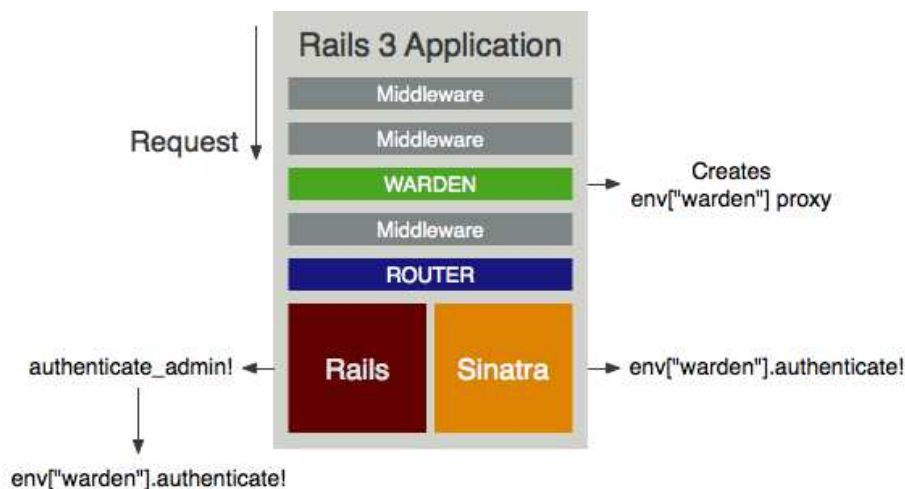 Rails 3 Application
Middleware
Request
Middleware
WARDEN
Creates
env["warden"] proxy
Middleware
ROUTER
Rails
Sinatra
authenticate_admin!
env["warden"].authenticate!
env["warden"].authenticate!